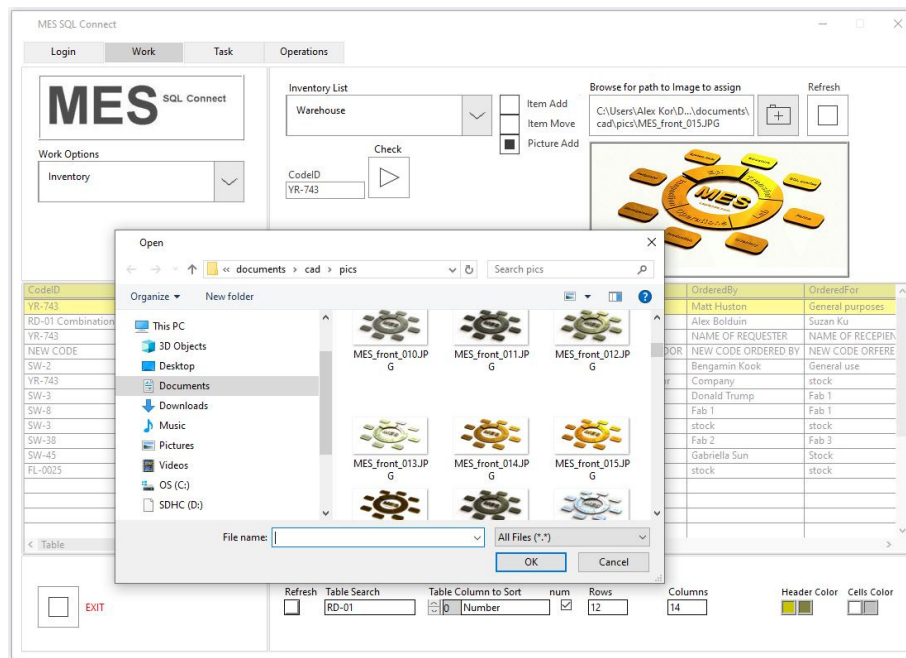 MES SQL Connect
Login Work Task Operations
MES SQL Connect
Work Options
Inventory
Inventory List
Warehouse
Item Add
Item Move
Picture Add
Check
CodeID
YR-743
Browse for path to Image to assign
C:\Users\Alex Kor\D...\documents\
cad\pics\MES_front_015.JPG
Refresh
MES
Open
« documents › cad › pics
Search pics
Organize New folder
This PC
3D Objects
Desktop
Documents
Downloads
Music
Pictures
Videos
OS (C:)
SDHC (D:)
MES_front_010.JP
G
MES_front_011.JP
G
MES_front_012.JP
G
MES_front_013.JP
G
MES_front_014.JP
G
MES_front_015.JP
G
File name:
All Files (*.*)
OK Cancel
CodeID OrderedBy OrderedFor
YR-743 Matt Huston General purposes
RD-01 Combination Alex Bolduin Suzan Ku
YR-743 NAME OF REQUESTER NAME OF RECEPIEN
NEW CODE DOR NEW CODE ORDERED BY NEW CODE ORFERE
SW-2 Bengamin Kook General use
YR-743 or Company stock
SW-3 Donald Trump Fab 1
SW-8 Fab 1 Fab 1
SW-3 stock stock
SW-38 Fab 2 Fab 3
SW-45 Gabriella Sun Stock
FL-0025 stock stock
< Table >
EXIT
Refresh Table Search Table Column to Sort num Rows Columns Header Color Cells Color
RD-01 0 Number 12 14